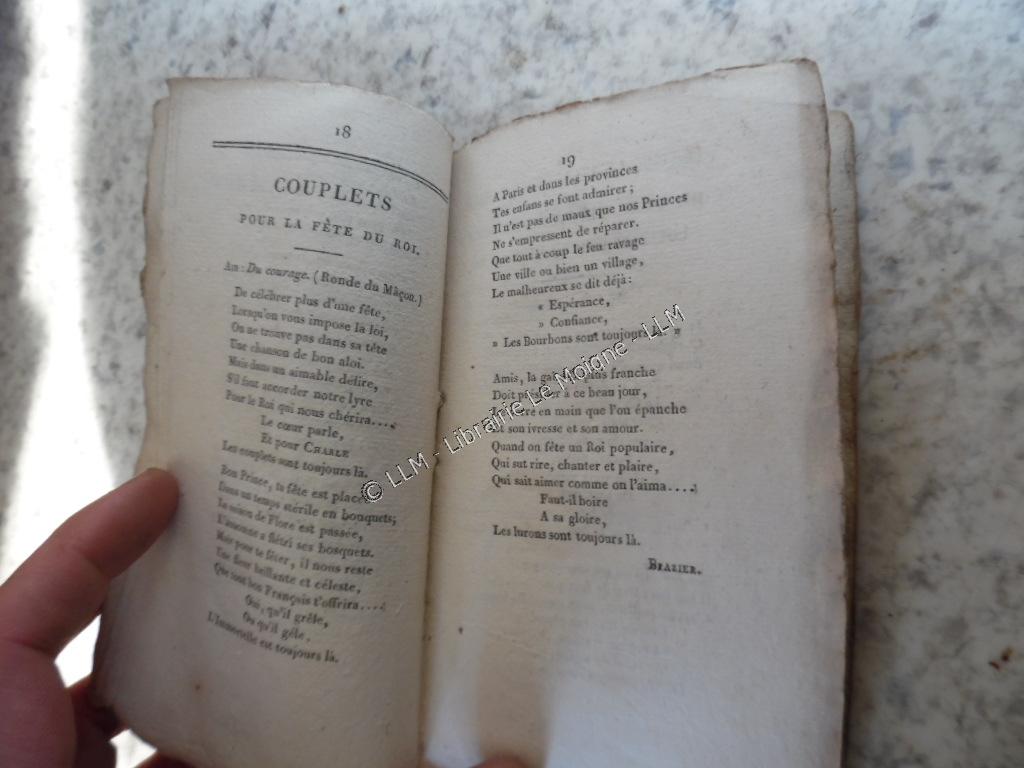 18
COUPLETS
POUR LA FÊTE DU ROI.
AIR : Du courage. (Ronde du Mâçon.)
De célébrer plus d'une fête,
Lorsqu'on vous impose la loi,
On ne trouve pas dans sa tête
Une chanson de bon aloi.
Mais dans un aimable délire,
S'il faut accorder notre lyre
Pour le Roi qui nous chérira....;
Le cœur parle,
Et pour CHARLE
Les couplets sont toujours là.
Bon Prince, ta fête est placée
Dans un temps stérile en bouquets;
La saison de Flore est passée,
L'automne a flétri ses bosquets.
Mais pour te fêter, il nous reste
Une fleur brillante et céleste,
Que tout bon Français t'offrira....;
Oui, qu'il grêle,
Ou qu'il gêle,
L'Immortelle est toujours là.
19
A Paris et dans les provinces
Tes enfans se font admirer;
Il n'est pas de maux que nos Princes
Ne s'empressent de réparer.
Que tout à coup le feu ravage
Une ville ou bien un village,
Le malheureux se dit déjà:
« Espérance,
» Confiance,
» Les Bourbons sont toujours là. »
Amis, la plus franche
Doit présider à ce beau jour,
en main que l'on épanche
Et son ivresse et son amour.
Quand on fête un Roi populaire,
Qui sut rire, chanter et plaire,
Qui sait aimer comme on l'aima....;
Faut-il boire
A sa gloire,
Les lurons sont toujours là.
BRAZIER.
© LLM - Librairie Le Moigne - LLM